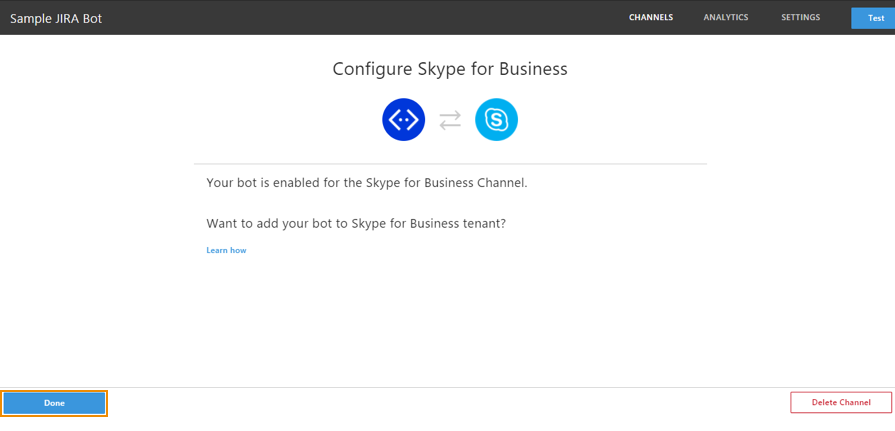 Sample JIRA Bot
CHANNELS
ANALYTICS
SETTINGS
Test
Configure Skype for Business
Your bot is enabled for the Skype for Business Channel.
Want to add your bot to Skype for Business tenant?
Learn how
Done
Delete Channel